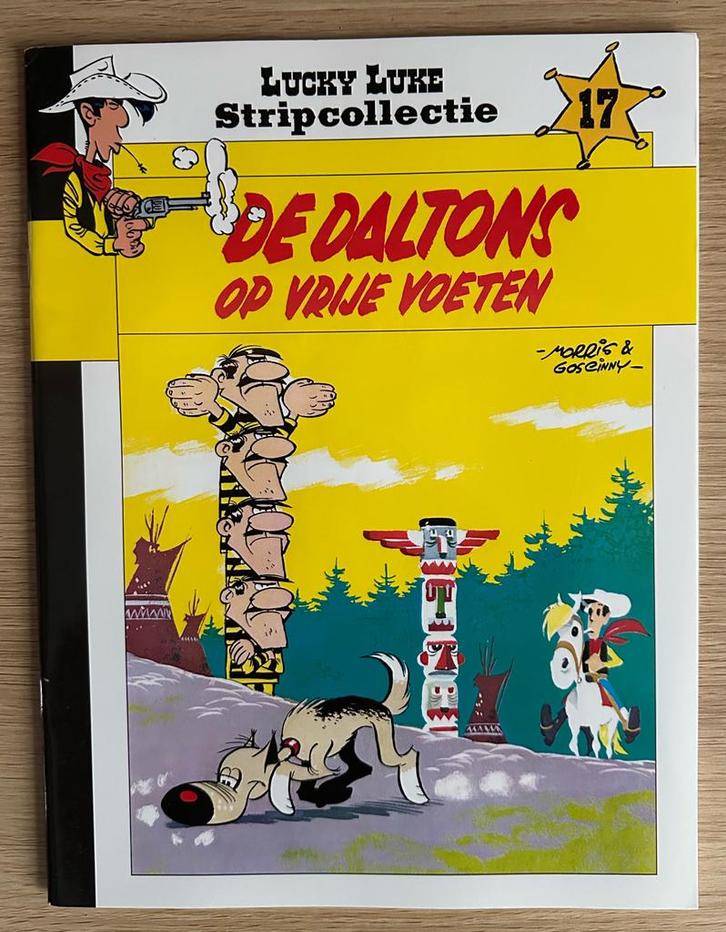 LUCKY LUKE
Stripcollectie
17
DE DALTONS
OP VRIJE VOETEN
-MORRIS &
GOSCINNY-